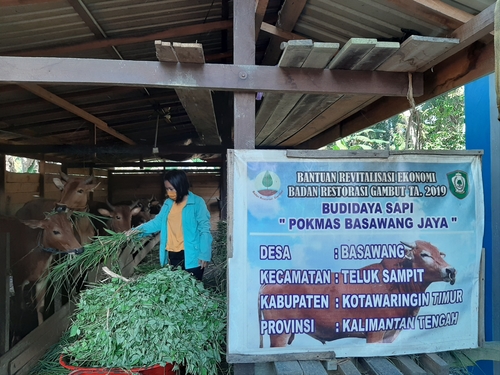 BANTUAN REVITALISASI EKONOMI
BADAN RESTORASI GAMBUT TA. 2019
BUDIDAYA SAPI
" POKMAS BASAWANG JAYA "
DESA : BASAWANG
KECAMATAN : TELUK SAMPIT
KABUPATEN : KOTAWARINGIN TIMUR
PROVINSI : KALIMANTAN TENGAH